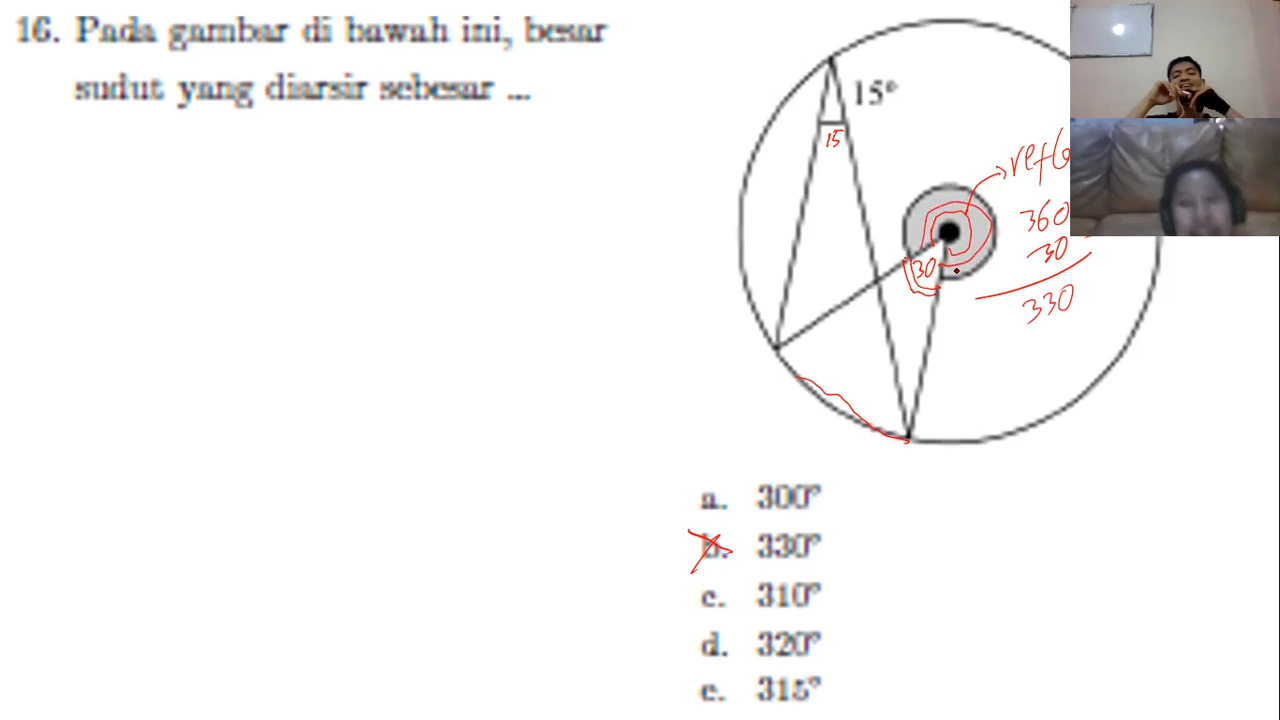 16. Pada gambar di bawah ini, besar
sudut yang diarsir sebesar ...
15°
15
360
30
30
330
a. 300°
b. 330°
c. 310°
d. 320°
e. 315°